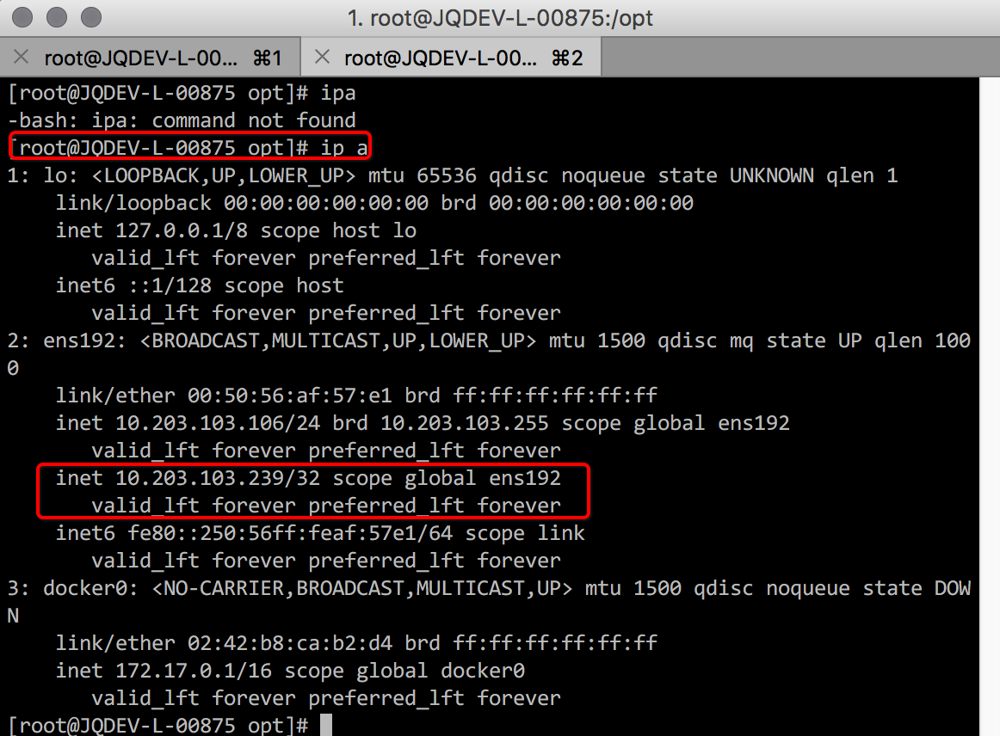 1. root@JQDEV-L-00875:/opt
root@JQDEV-L-00... ⌘1 root@JQDEV-L-00... ⌘2
[root@JQDEV-L-00875 opt]# ipa
-bash: ipa: command not found
[root@JQDEV-L-00875 opt]# ip a
1: lo: <LOOPBACK,UP,LOWER_UP> mtu 65536 qdisc noqueue state UNKNOWN qlen 1
    link/loopback 00:00:00:00:00:00 brd 00:00:00:00:00:00
    inet 127.0.0.1/8 scope host lo
       valid_lft forever preferred_lft forever
    inet6 ::1/128 scope host
       valid_lft forever preferred_lft forever
2: ens192: <BROADCAST,MULTICAST,UP,LOWER_UP> mtu 1500 qdisc mq state UP qlen 100
0
    link/ether 00:50:56:af:57:e1 brd ff:ff:ff:ff:ff:ff
    inet 10.203.103.106/24 brd 10.203.103.255 scope global ens192
       valid_lft forever preferred_lft forever
    inet 10.203.103.239/32 scope global ens192
       valid_lft forever preferred_lft forever
    inet6 fe80::250:56ff:feaf:57e1/64 scope link
       valid_lft forever preferred_lft forever
3: docker0: <NO-CARRIER,BROADCAST,MULTICAST,UP> mtu 1500 qdisc noqueue state DOW
N
    link/ether 02:42:b8:ca:b2:d4 brd ff:ff:ff:ff:ff:ff
    inet 172.17.0.1/16 scope global docker0
       valid_lft forever preferred_lft forever
[root@JQDEV-L-00875 opt]#